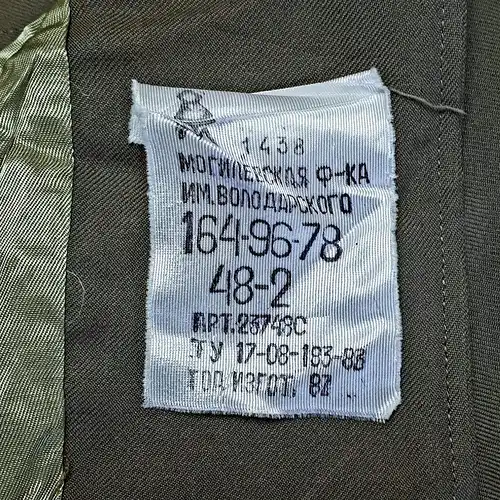 1438
МОГИЛЕВСКАЯ Ф-КА
ИМ.ВОЛОДАРСКОГО
164-96-78
48-2
АРТ.23748С
ТУ 17-08-183-83
ГОД ИЗГОТ. 82